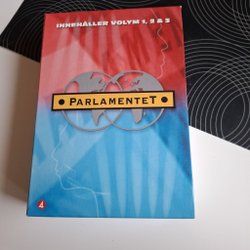 INNEHÅLLER VOLYM 1, 2 & 3
• PARLAMENTET •
4